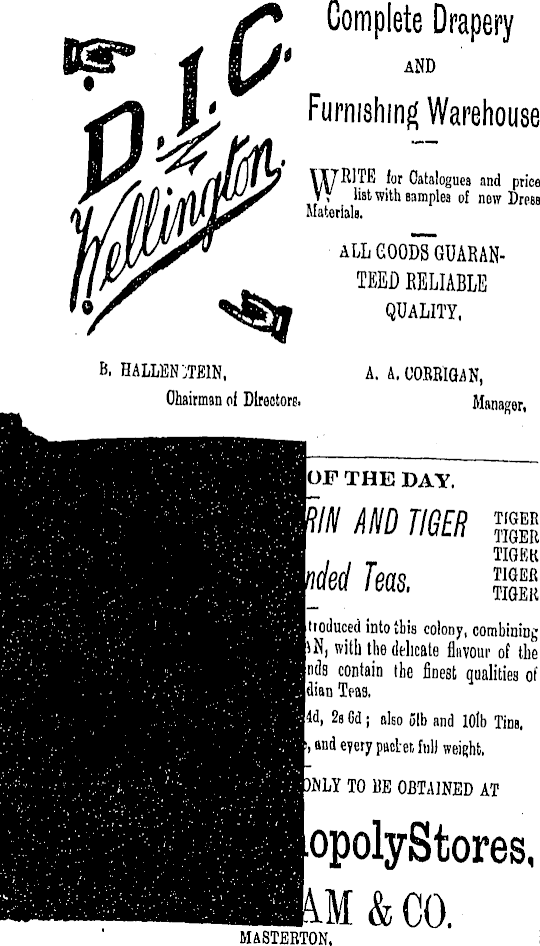 D.I.C.
Wellington.
Complete Drapery
AND
Furnishing Warehouse
WRITE for Catalogues and price
list with samples of new Dress
Materials.
ALL GOODS GUARAN-
TEED RELIABLE
QUALITY.
B. HALLENSTEIN,
Chairman of Directors.
A. A. CORRIGAN,
Manager.
OF THE DAY.
RIN AND TIGER
nded Teas.
TIGER
TIGER
TIGER
TIGER
TIGER
troduced into this colony, combining
N, with the delicate flavour of the
nds contain the finest qualities of
dian Teas.
4d, 2s 6d; also 5lb and 10lb Tins.
, and every packet full weight.
ONLY TO BE OBTAINED AT
opolyStores,
AM & CO.
MASTERTON.